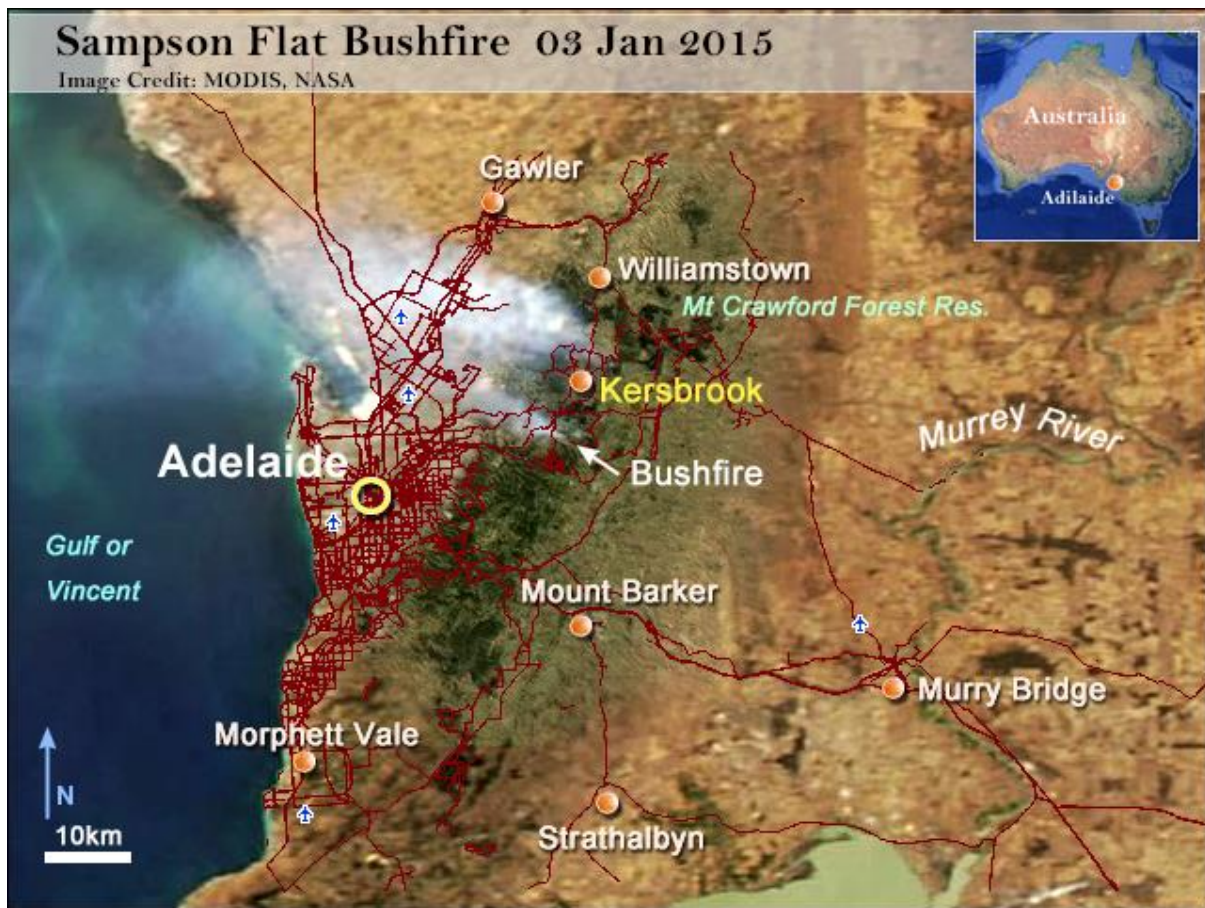 Sampson Flat Bushfire 03 Jan 2015
Image Credit: MODIS, NASA
Australia
Adilaide
Gawler
Williamstown
Mt Crawford Forest Res.
Kersbrook
Murrey River
Adelaide
Bushfire
Gulf or
Vincent
Mount Barker
Murry Bridge
Morphett Vale
N
10km
Strathalbyn